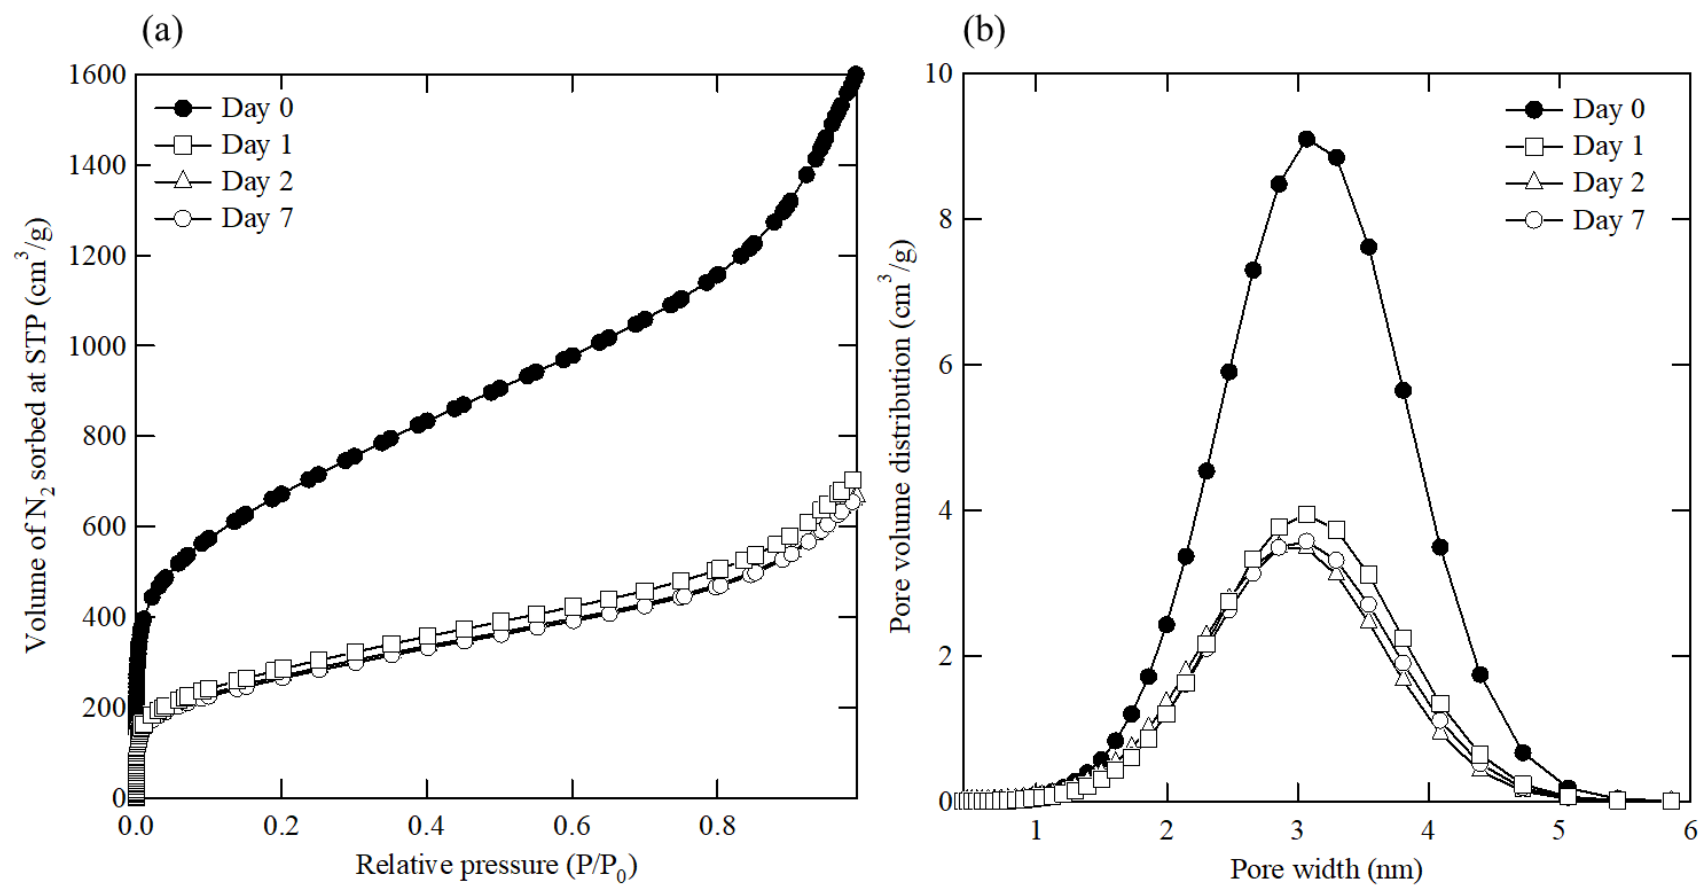 (a)
1600
1400
1200
1000
800
600
400
200
0
0.0
0.2
0.4
0.6
0.8
Volume of N₂ sorbed at STP (cm³/g)
Relative pressure (P/P₀)
Day 0
Day 1
Day 2
Day 7
(b)
10
8
6
4
2
0
1
2
3
4
5
6
Pore volume distribution (cm³/g)
Pore width (nm)
Day 0
Day 1
Day 2
Day 7